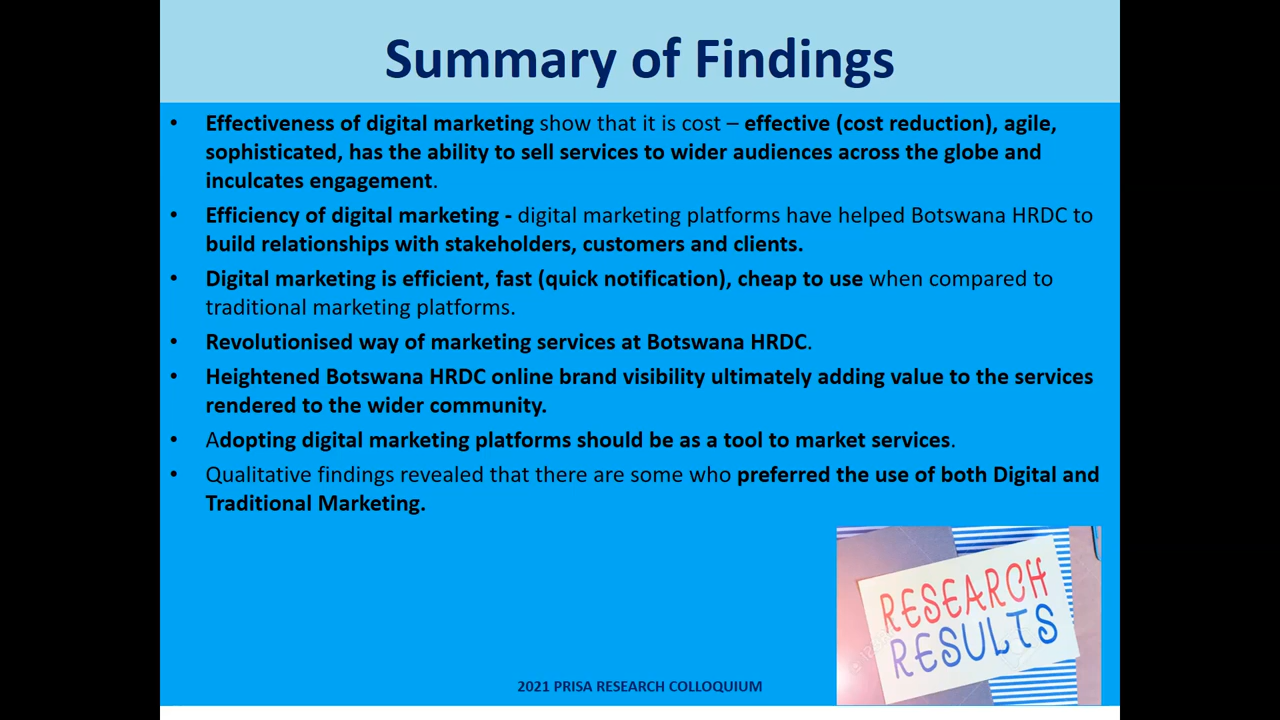 Summary of Findings
• Effectiveness of digital marketing show that it is cost – effective (cost reduction), agile,
sophisticated, has the ability to sell services to wider audiences across the globe and
inculcates engagement.
• Efficiency of digital marketing - digital marketing platforms have helped Botswana HRDC to
build relationships with stakeholders, customers and clients.
• Digital marketing is efficient, fast (quick notification), cheap to use when compared to
traditional marketing platforms.
• Revolutionised way of marketing services at Botswana HRDC.
• Heightened Botswana HRDC online brand visibility ultimately adding value to the services
rendered to the wider community.
• Adopting digital marketing platforms should be as a tool to market services.
• Qualitative findings revealed that there are some who preferred the use of both Digital and
Traditional Marketing.
RESEARCH
RESULTS
2021 PRISA RESEARCH COLLOQUIUM